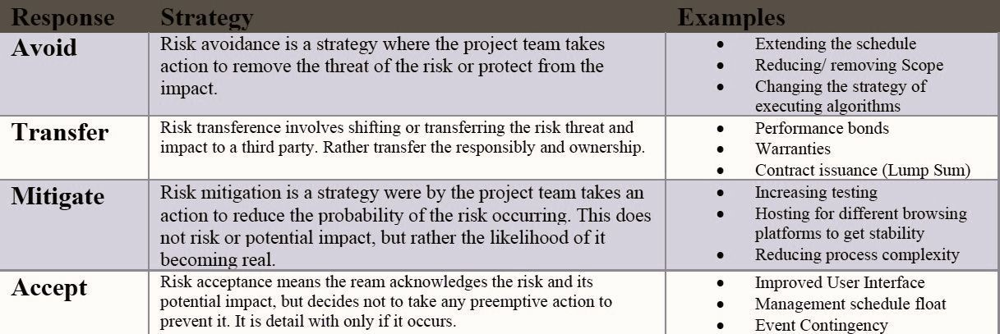 Response Strategy Examples
Avoid
Risk avoidance is a strategy where the project team takes
action to remove the threat of the risk or protect from the
impact.
• Extending the schedule
• Reducing/ removing Scope
• Changing the strategy of
executing algorithms
Transfer
Risk transference involves shifting or transferring the risk threat and
impact to a third party. Rather transfer the responsibly and ownership.
• Performance bonds
• Warranties
• Contract issuance (Lump Sum)
Mitigate
Risk mitigation is a strategy were by the project team takes an
action to reduce the probability of the risk occurring. This does
not risk or potential impact, but rather the likelihood of it
becoming real.
• Increasing testing
• Hosting for different browsing
platforms to get stability
• Reducing process complexity
Accept
Risk acceptance means the ream acknowledges the risk and its
potential impact, but decides not to take any preemptive action to
prevent it. It is detail with only if it occurs.
• Improved User Interface
• Management schedule float
• Event Contingency